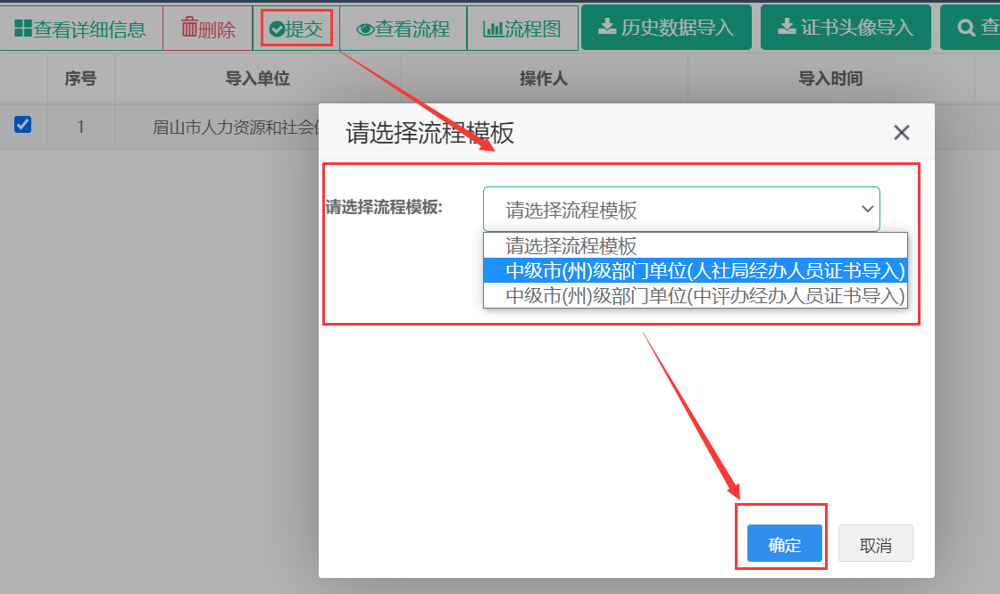 查看详细信息 删除 提交 查看流程 流程图 历史数据导入 证书头像导入 查
序号 导入单位 操作人 导入时间
1 眉山市人力资源和社会
请选择流程模板
请选择流程模板: 请选择流程模板
请选择流程模板
中级市(州)级部门单位(人社局经办人员证书导入)
中级市(州)级部门单位(中评办经办人员证书导入)
确定 取消